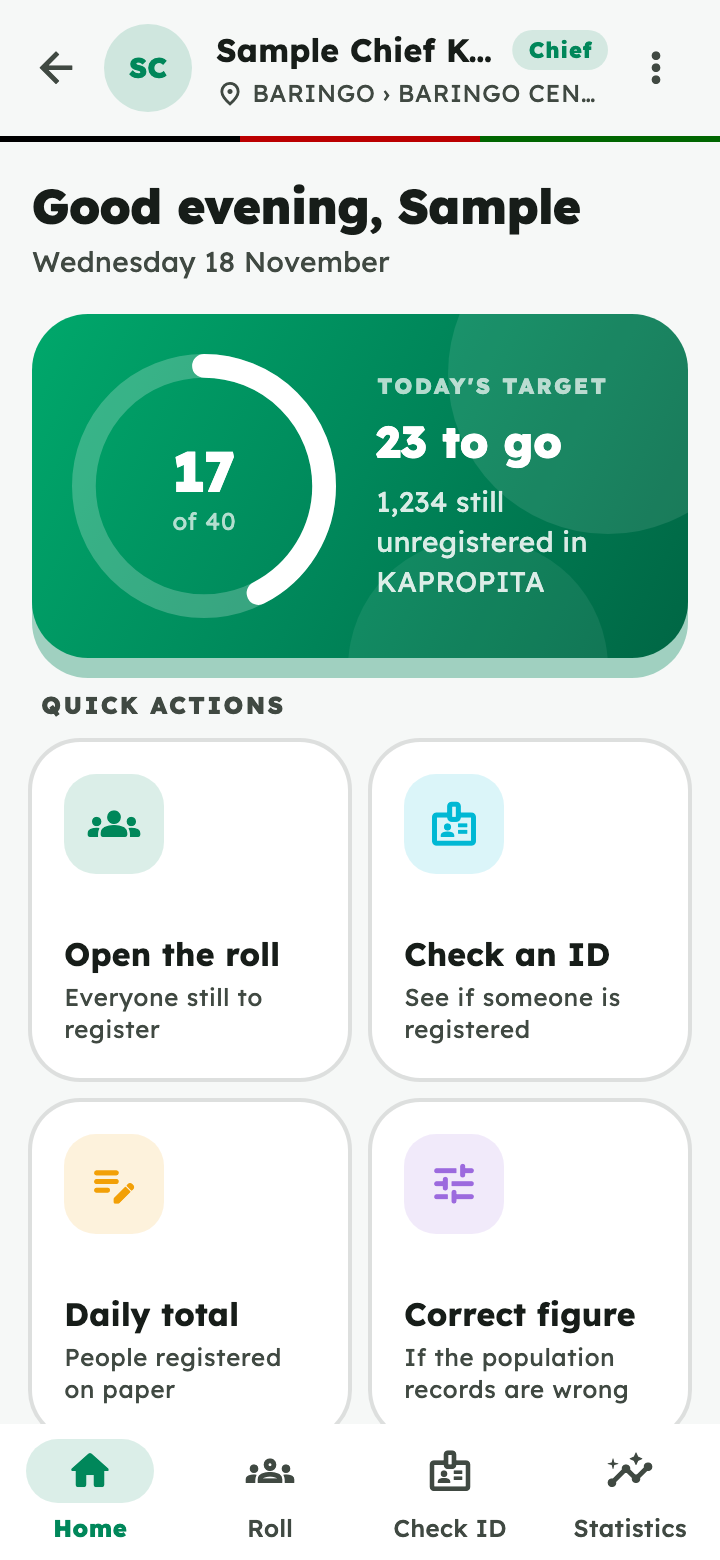 SC
Sample Chief K...
Chief
BARINGO › BARINGO CEN...
Good evening, Sample
Wednesday 18 November
17
of 40
TODAY'S TARGET
23 to go
1,234 still
unregistered in
KAPROPITA
QUICK ACTIONS
Open the roll
Everyone still to
register
Check an ID
See if someone is
registered
Daily total
People registered
on paper
Correct figure
If the population
records are wrong
Home
Roll
Check ID
Statistics